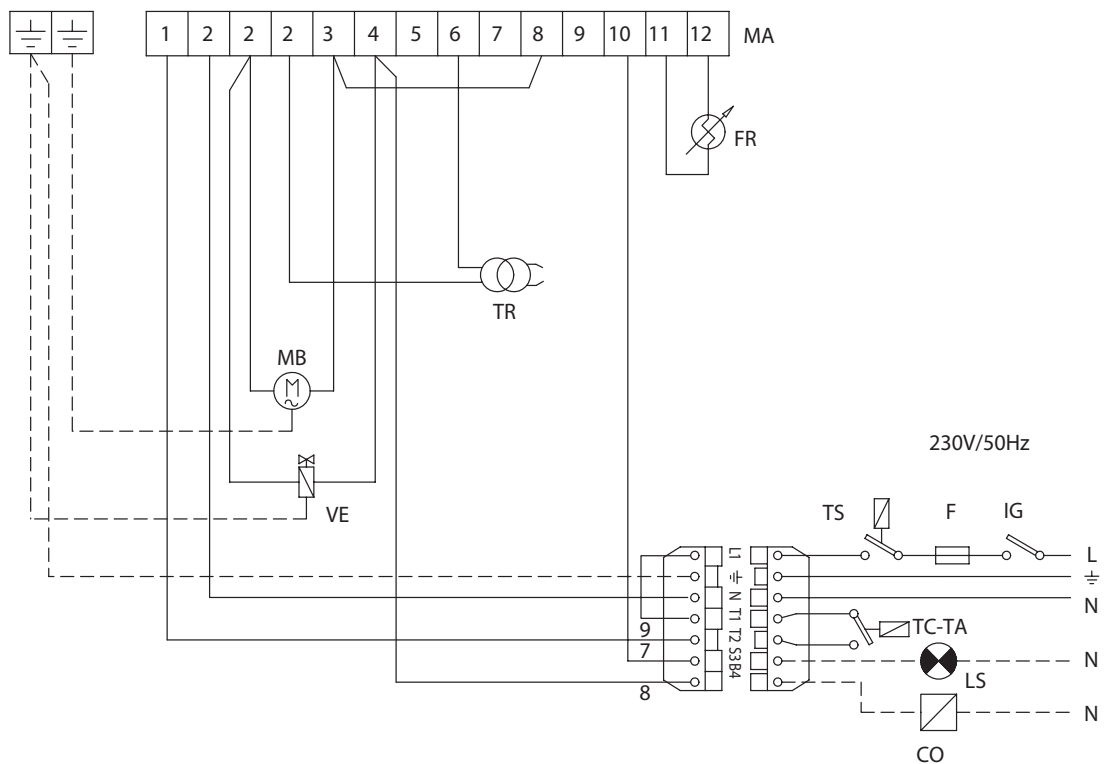 1 2 2 2 3 4 5 6 7 8 9 10 11 12 MA
FR
TR
MB
M
VE
230V/50Hz
TS F IG
L1 L
N N
T1
9 T2 TC-TA
7 S3 N
8 B4 LS
N
CO